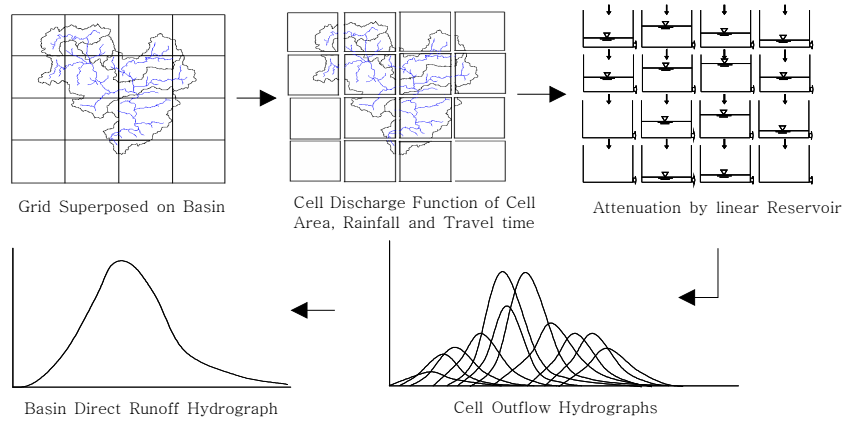 Grid Superposed on Basin
Cell Discharge Function of Cell
Area, Rainfall and Travel time
Attenuation by linear Reservoir
Basin Direct Runoff Hydrograph
Cell Outflow Hydrographs